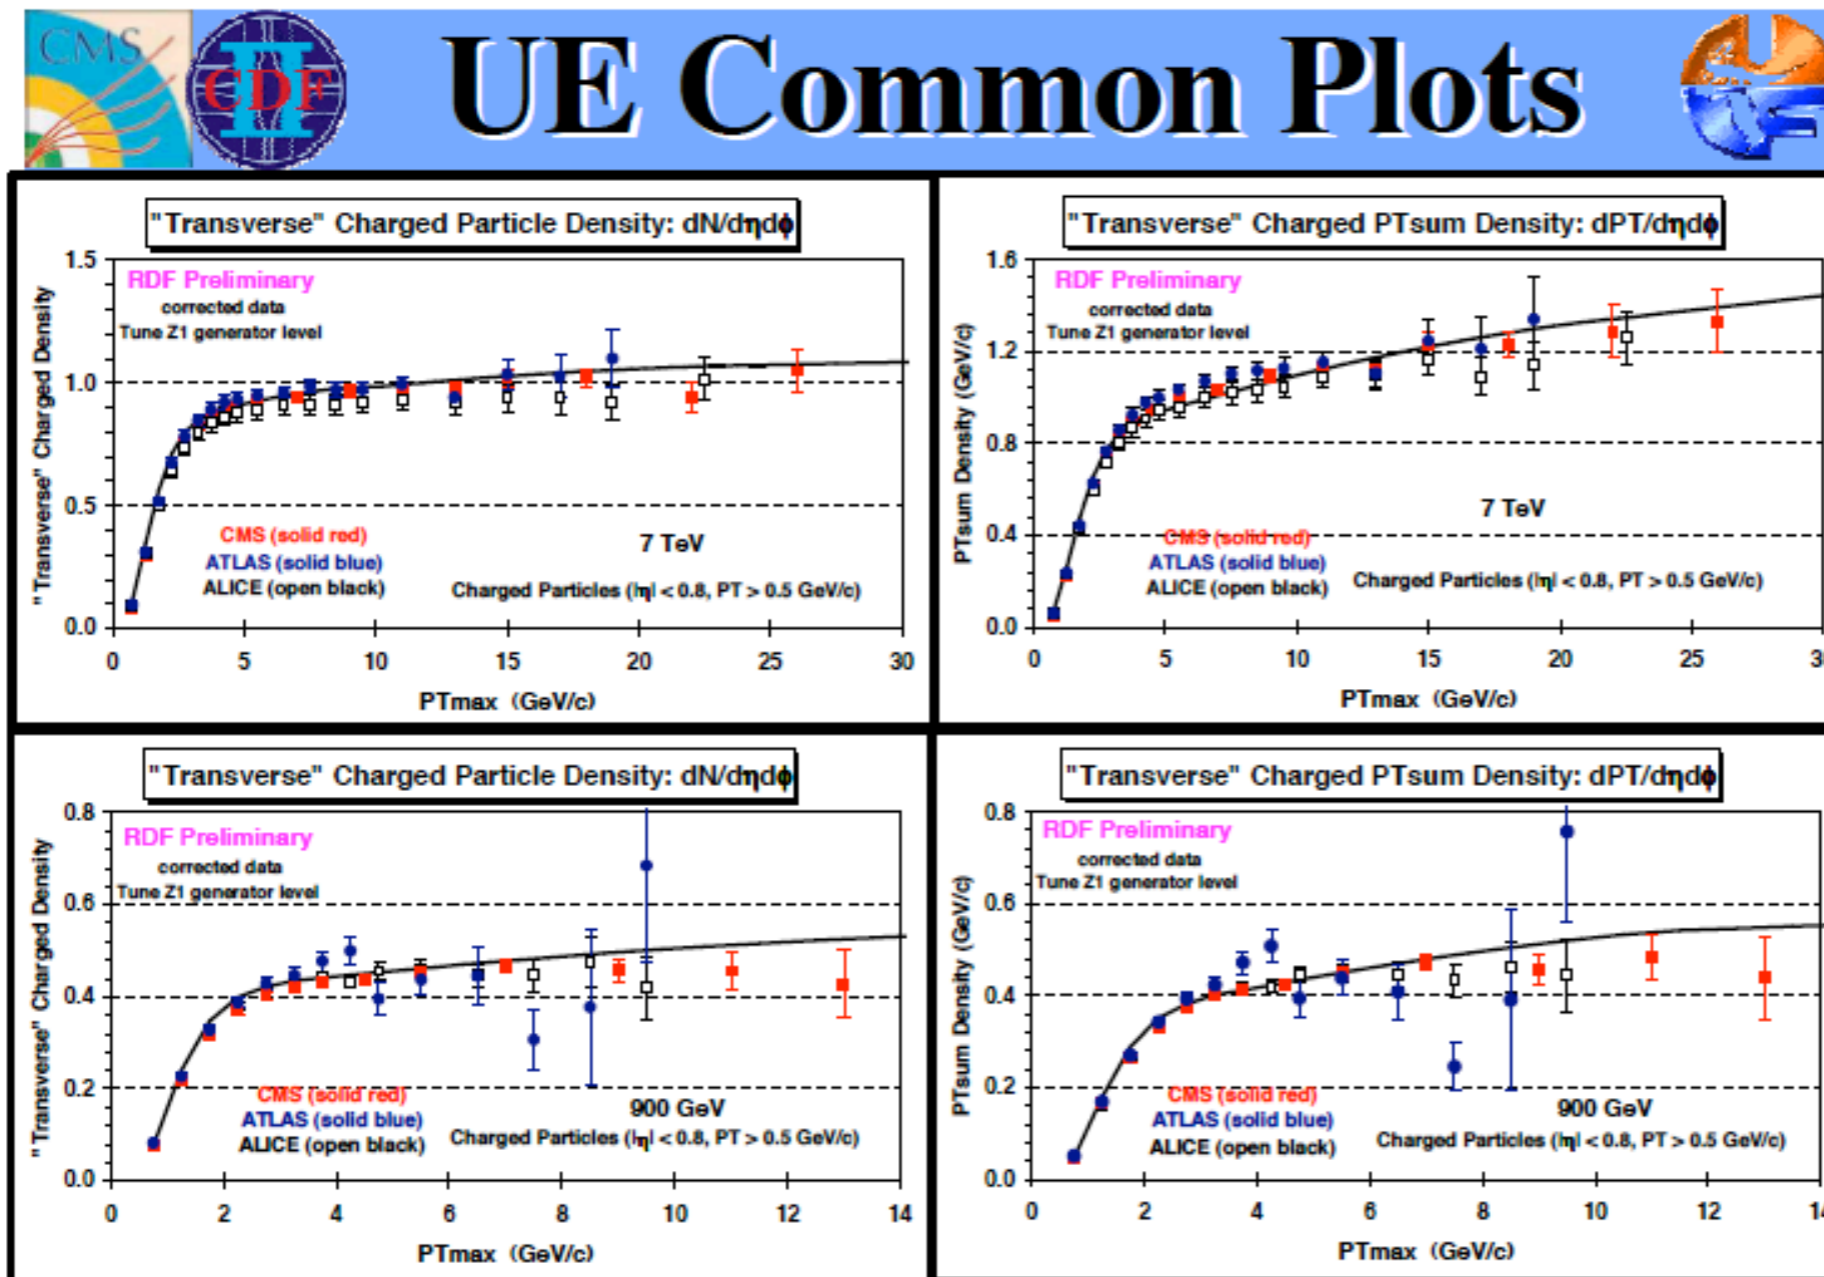 CMS
CDF
II
UE Common Plots
UF
"Transverse" Charged Particle Density: dN/dηdϕ
RDF Preliminary
corrected data
Tune Z1 generator level
CMS (solid red)
ATLAS (solid blue)
ALICE (open black)
7 TeV
Charged Particles (|η| < 0.8, PT > 0.5 GeV/c)
"Transverse" Charged Density
1.5
1.0
0.5
0.0
0 5 10 15 20 25 30
PTmax (GeV/c)
"Transverse" Charged PTsum Density: dPT/dηdϕ
RDF Preliminary
corrected data
Tune Z1 generator level
7 TeV
CMS (solid red)
ATLAS (solid blue)
ALICE (open black)
Charged Particles (|η| < 0.8, PT > 0.5 GeV/c)
PTsum Density (GeV/c)
1.6
1.2
0.8
0.4
0.0
0 5 10 15 20 25
PTmax (GeV/c)
"Transverse" Charged Particle Density: dN/dηdϕ
RDF Preliminary
corrected data
Tune Z1 generator level
CMS (solid red)
ATLAS (solid blue)
ALICE (open black)
900 GeV
Charged Particles (|η| < 0.8, PT > 0.5 GeV/c)
"Transverse" Charged Density
0.8
0.6
0.4
0.2
0.0
0 2 4 6 8 10 12 14
PTmax (GeV/c)
"Transverse" Charged PTsum Density: dPT/dηdϕ
RDF Preliminary
corrected data
Tune Z1 generator level
CMS (solid red)
ATLAS (solid blue)
ALICE (open black)
900 GeV
Charged Particles (|η| < 0.8, PT > 0.5 GeV/c)
PTsum Density (GeV/c)
0.8
0.6
0.4
0.2
0.0
0 2 4 6 8 10 12
PTmax (GeV/c)